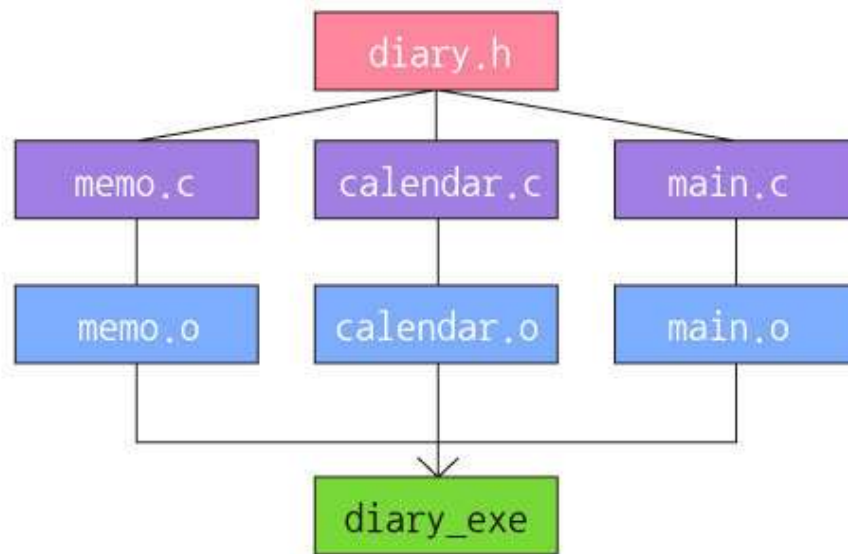 diary.h
memo.c calendar.c main.c
memo.o calendar.o main.o
diary_exe